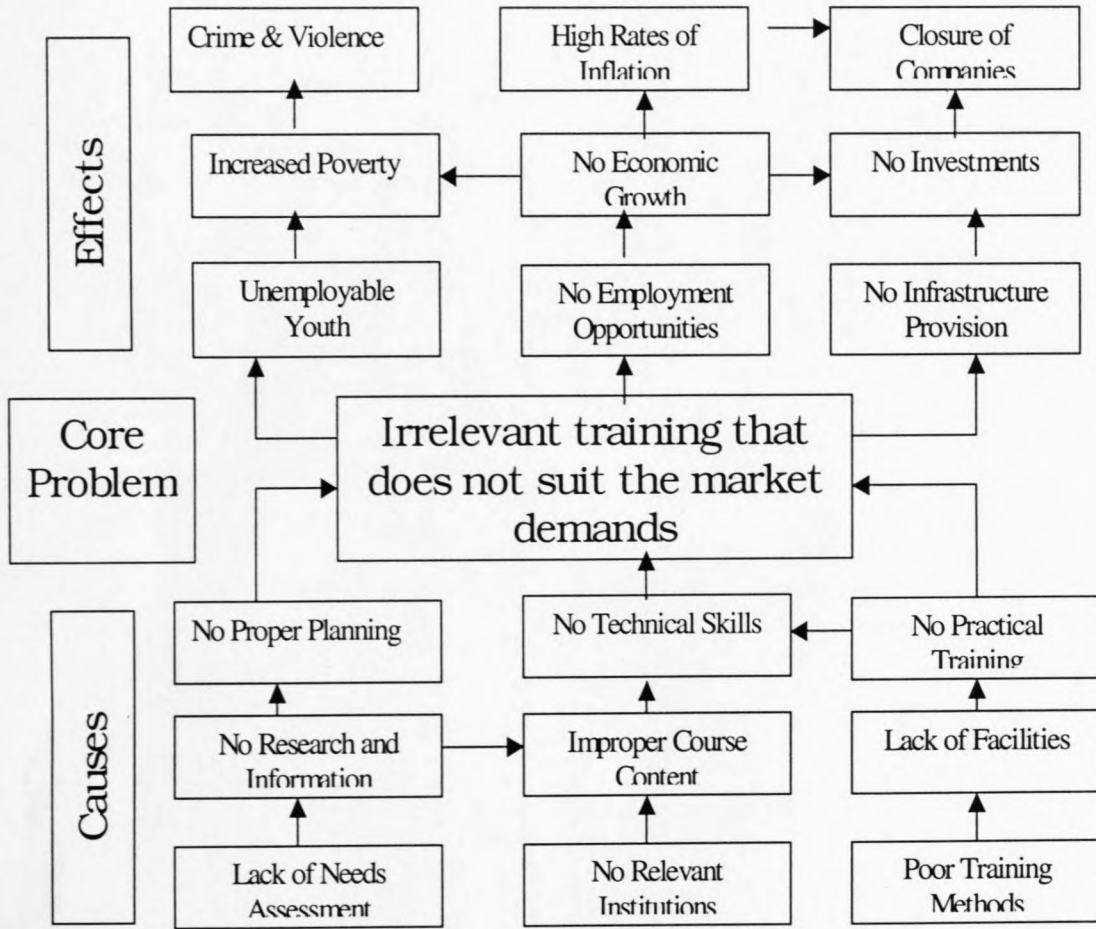 Effects
Crime & Violence
High Rates of
Inflation
Closure of
Companies
Increased Poverty
No Economic
Growth
No Investments
Unemployable
Youth
No Employment
Opportunities
No Infrastructure
Provision
Core
Problem
Irrelevant training that
does not suit the market
demands
Causes
No Proper Planning
No Technical Skills
No Practical
Training
No Research and
Information
Improper Course
Content
Lack of Facilities
Lack of Needs
Assessment
No Relevant
Institutions
Poor Training
Methods